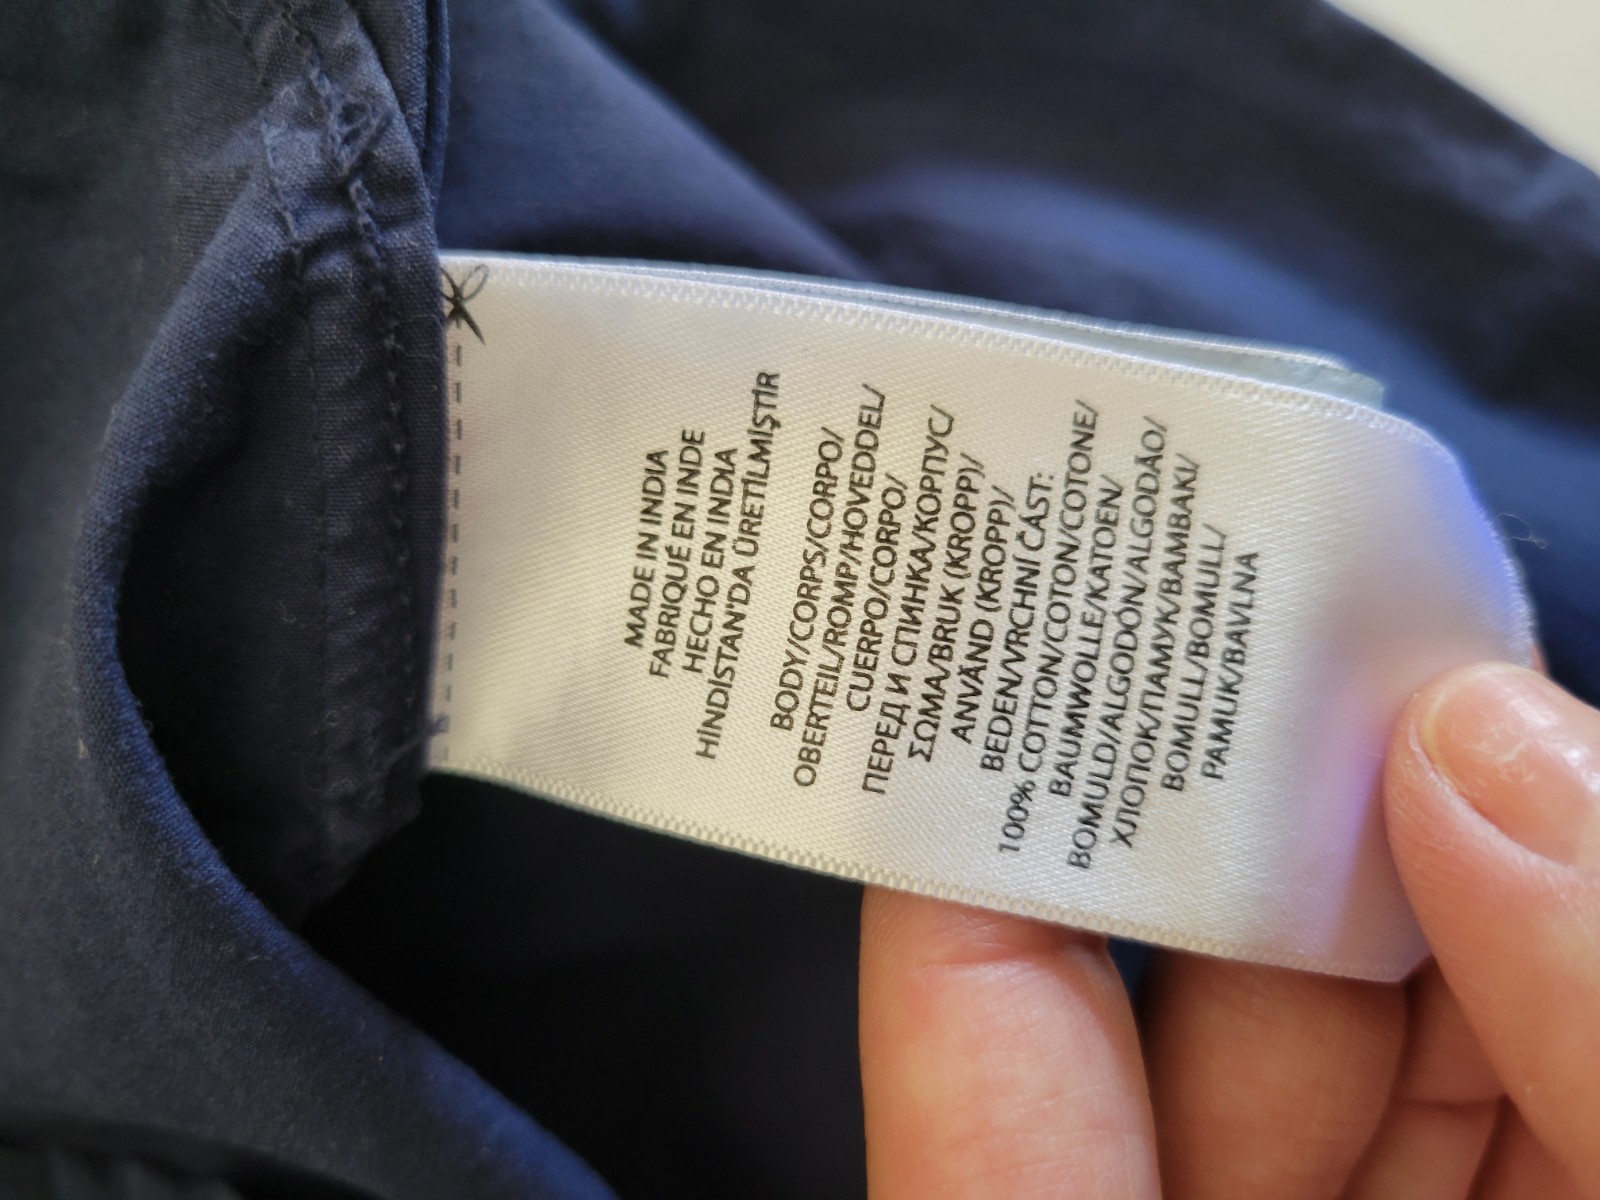 MADE IN INDIA
FABRIQUÉ EN INDE
HECHO EN INDIA
HİNDİSTAN'DA ÜRETİLMİŞTİR
BODY/CORPS/CORPO/
OBERTEIL/ROMP/HOVEDDEL/
CUERPO/CORPO/
ПЕРЕД И СПИНКА/КОРПУС/
ΣΩΜΑ/BRUK (KROPP)/
ANVÄND (KROPP)/
BEDEN/VRCHNÍ ČÁST:
100% COTTON/COTON/COTONE/
BAUMWOLLE/KATOEN/
BOMULD/ALGODÓN/ALGODÃO/
ХЛОПОК/ПАМУК/ΒΑΜΒΑΚΙ/
BOMULL/BOMULL/
PAMUK/BAVLNA